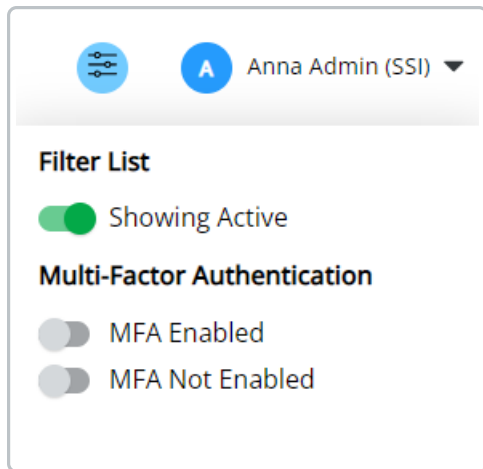 A Anna Admin (SSI)
Filter List
Showing Active
Multi-Factor Authentication
MFA Enabled
MFA Not Enabled